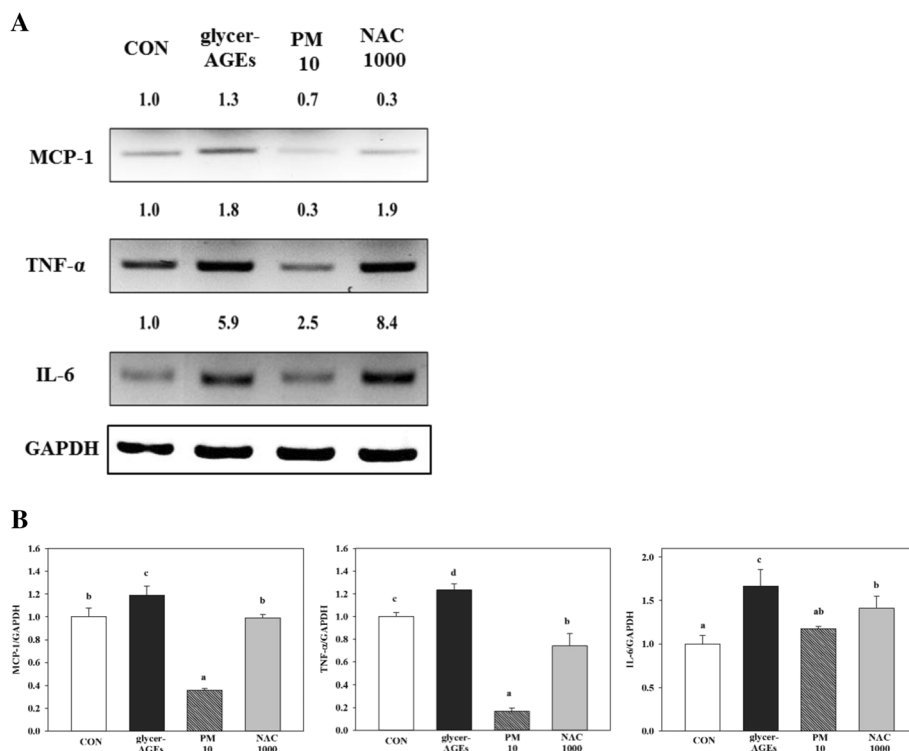 A
CON glycer-AGEs PM 10 NAC 1000
1.0 1.3 0.7 0.3
MCP-1
1.0 1.8 0.3 1.9
TNF-α
1.0 5.9 2.5 8.4
IL-6
GAPDH
B
MCP-1/GAPDH
1.6
1.4
1.2
1.0
0.8
0.6
0.4
0.2
0.0
b c a b
CON glycer-AGEs PM 10 NAC 1000
TNF-α/GAPDH
1.6
1.4
1.2
1.0
0.8
0.6
0.4
0.2
0.0
c d a b
CON glycer-AGEs PM 10 NAC 1000
IL-6/GAPDH
2.0
1.5
1.0
0.5
0.0
a c ab b
CON glycer-AGEs PM 10 NAC 1000